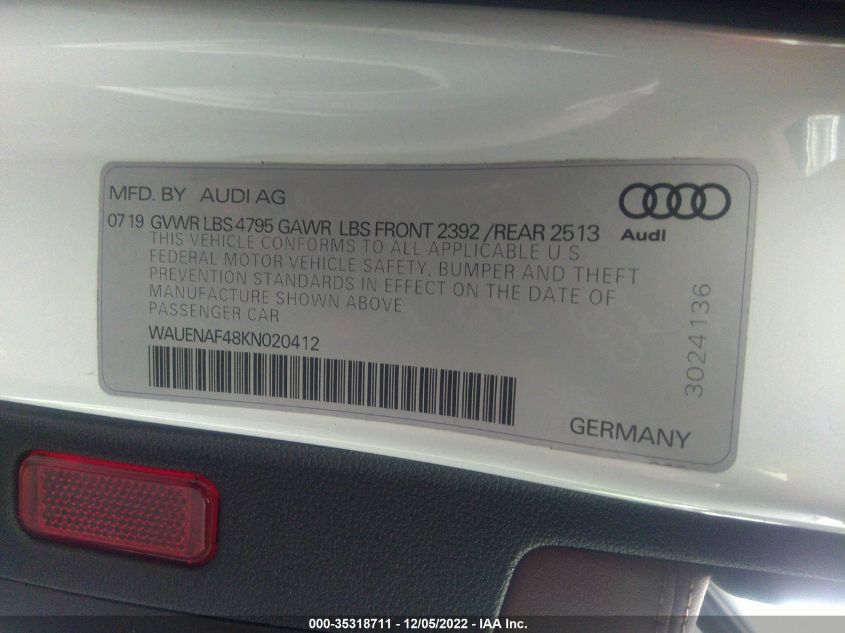 MFD. BY AUDI AG
0719 GVWR LBS 4795 GAWR LBS FRONT 2392 /REAR 2513
THIS VEHICLE CONFORMS TO ALL APPLICABLE U.S
FEDERAL MOTOR VEHICLE SAFETY, BUMPER AND THEFT
PREVENTION STANDARDS IN EFFECT ON THE DATE OF
MANUFACTURE SHOWN ABOVE
PASSENGER CAR
WAUENAF48KN020412
Audi
3024136
GERMANY
000-35318711 - 12/05/2022 - IAA Inc.